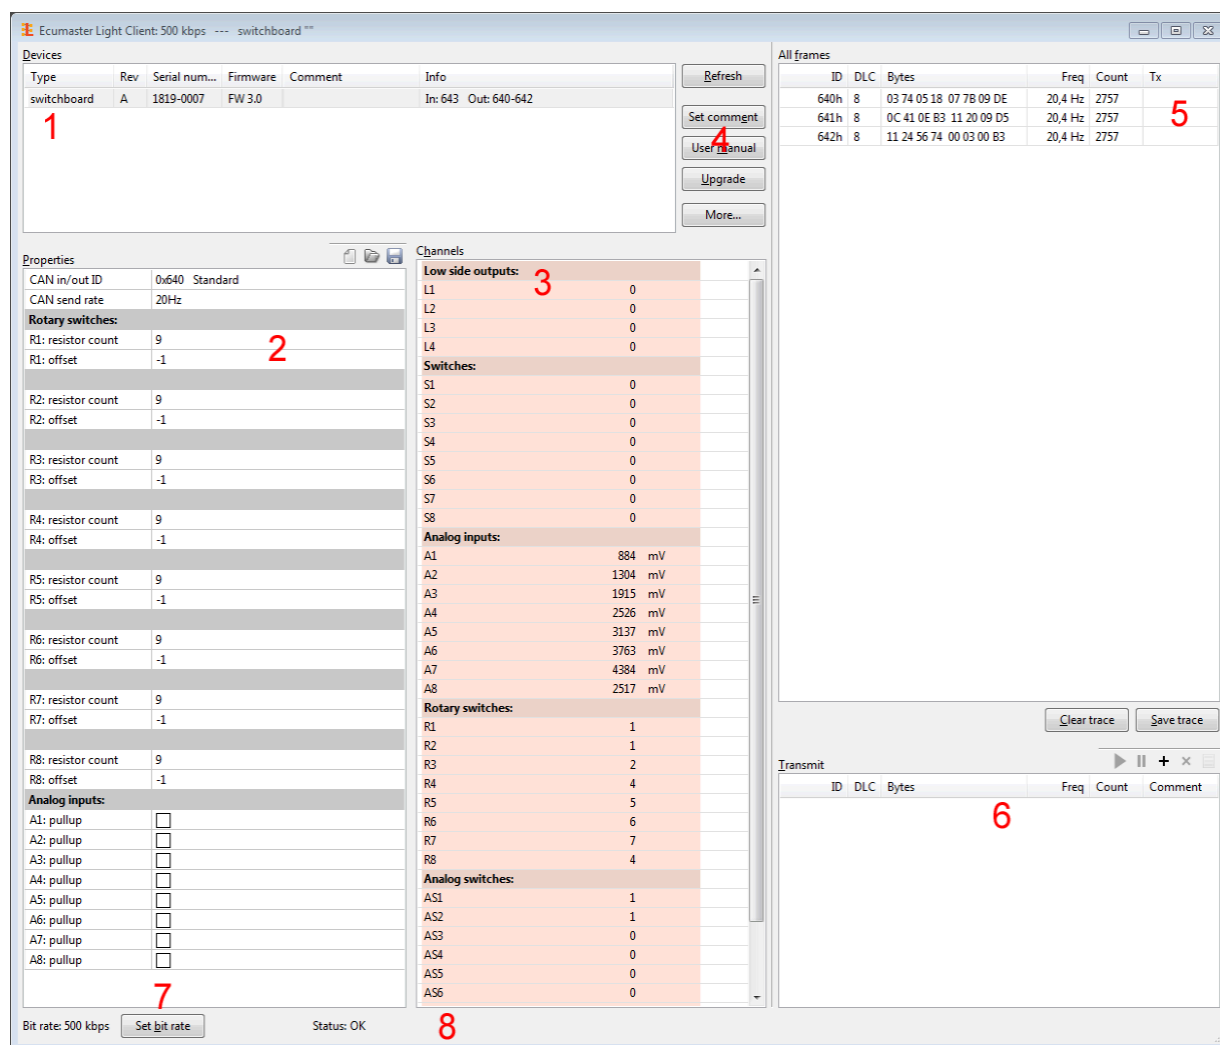 Ecumaster Light Client: 500 kbps --- switchboard ""
Devices
Type Rev Serial num... Firmware Comment Info
switchboard A 1819-0007 FW 3.0 In: 643 Out: 640-642
1
Refresh
Set comment
4
User manual
Upgrade
More...
All frames
ID DLC Bytes Freq Count Tx
640h 8 03 74 05 18 07 7B 09 DE 20,4 Hz 2757
641h 8 0C 41 0E B3 11 20 09 D5 20,4 Hz 2757
642h 8 11 24 56 74 00 03 00 B3 20,4 Hz 2757
5
Properties
CAN in/out ID 0x640 Standard
CAN send rate 20Hz
Rotary switches:
R1: resistor count 9
R1: offset -1
2
R2: resistor count 9
R2: offset -1
R3: resistor count 9
R3: offset -1
R4: resistor count 9
R4: offset -1
R5: resistor count 9
R5: offset -1
R6: resistor count 9
R6: offset -1
R7: resistor count 9
R7: offset -1
R8: resistor count 9
R8: offset -1
Analog inputs:
A1: pullup
A2: pullup
A3: pullup
A4: pullup
A5: pullup
A6: pullup
A7: pullup
A8: pullup
Channels
Low side outputs:
3
L1 0
L2 0
L3 0
L4 0
Switches:
S1 0
S2 0
S3 0
S4 0
S5 0
S6 0
S7 0
S8 0
Analog inputs:
A1 884 mV
A2 1304 mV
A3 1915 mV
A4 2526 mV
A5 3137 mV
A6 3763 mV
A7 4384 mV
A8 2517 mV
Rotary switches:
R1 1
R2 1
R3 2
R4 4
R5 5
R6 6
R7 7
R8 4
Analog switches:
AS1 1
AS2 1
AS3 0
AS4 0
AS5 0
AS6 0
Clear trace Save trace
Transmit
ID DLC Bytes Freq Count Comment
6
7
Bit rate: 500 kbps Set bit rate Status: OK
8